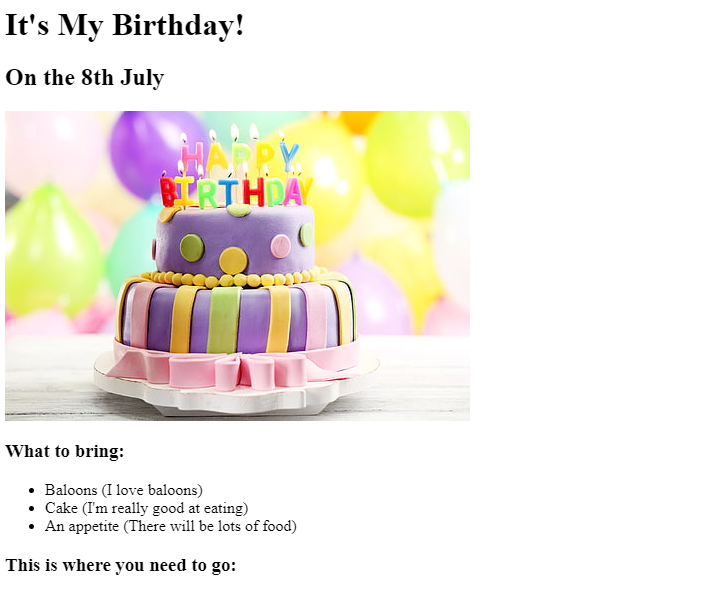 It's My Birthday!
On the 8th July
HAPPY
BIRTHDAY
What to bring:
Baloons (I love baloons)
Cake (I'm really good at eating)
An appetite (There will be lots of food)
This is where you need to go: